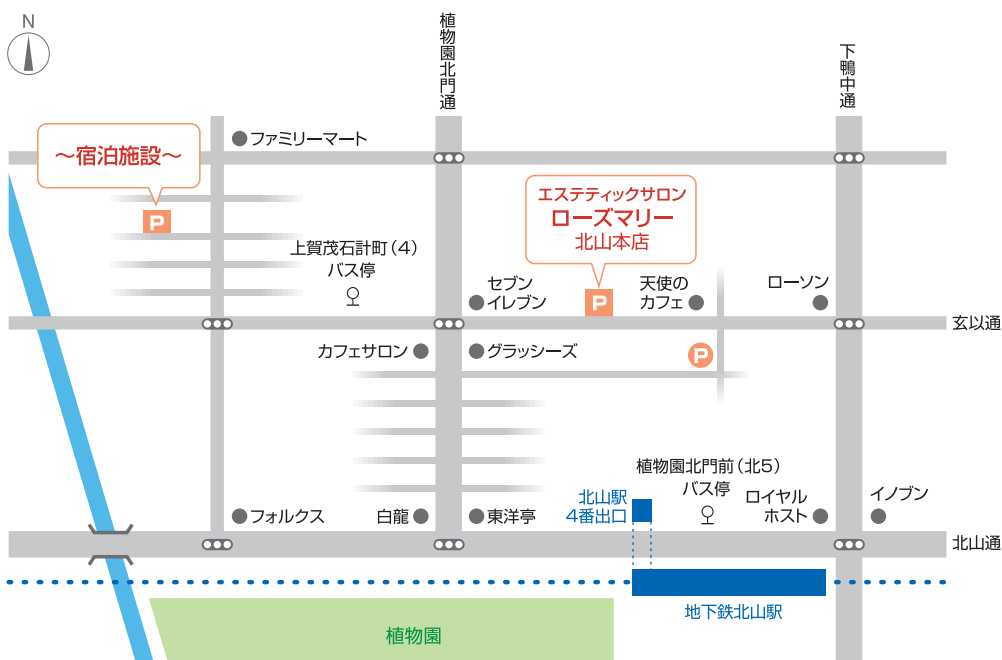 N
植物園北門通
下鴨中通
ファミリーマート
～宿泊施設～
P
エステティックサロン
ローズマリー
北山本店
P
上賀茂石計町(4)
バス停
セブン
イレブン
天使の
カフェ
ローソン
玄以通
カフェサロン
グラッシーズ
P
植物園北門前(北5)
バス停
北山駅
4番出口
ロイヤル
ホスト
イノブン
フォルクス
白龍
東洋亭
北山通
地下鉄北山駅
植物園